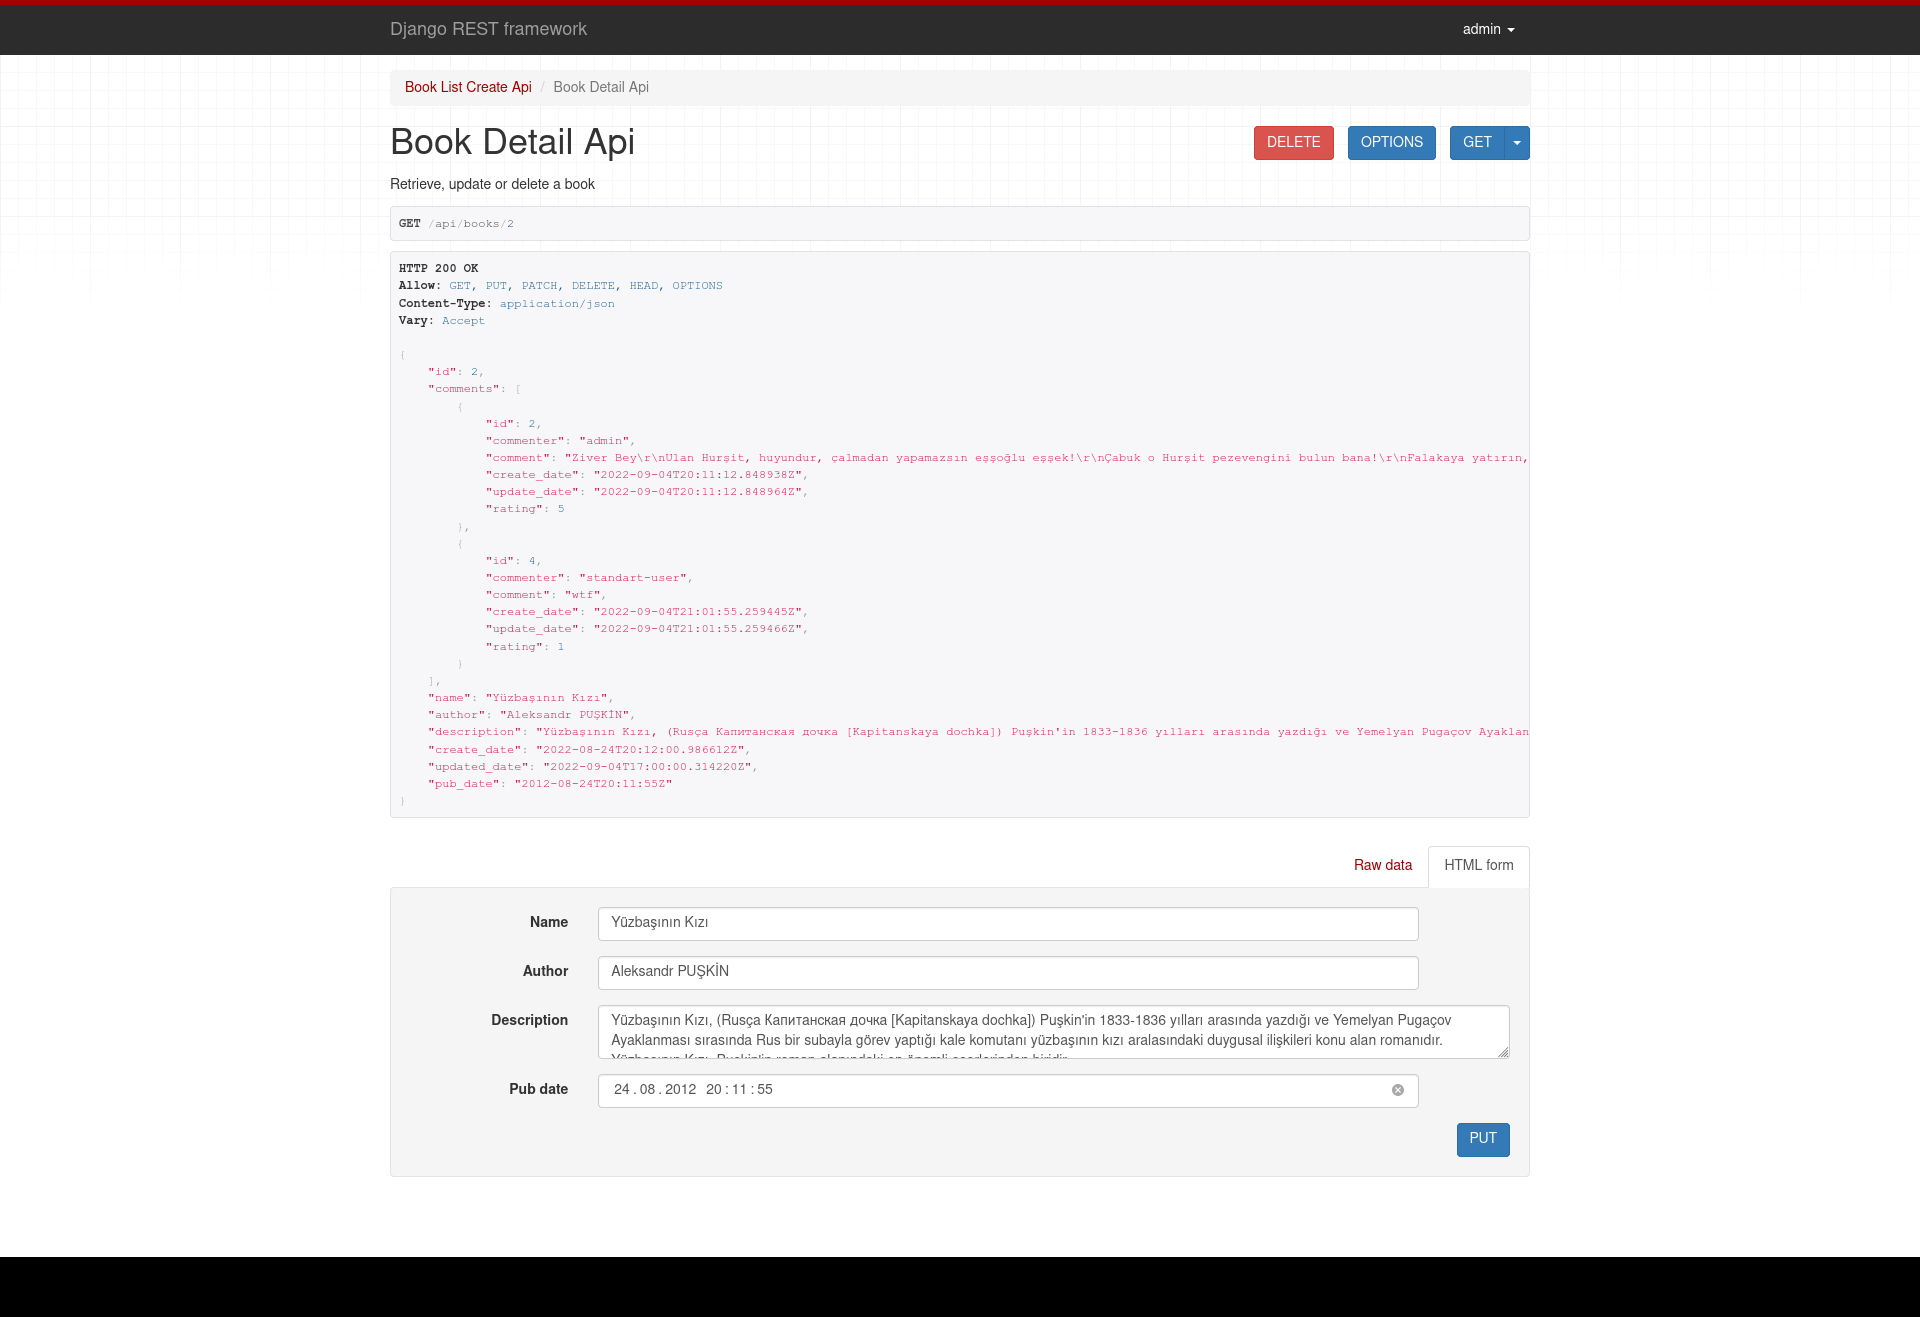 Django REST framework
admin
Book List Create Api / Book Detail Api
Book Detail Api
DELETE
OPTIONS
GET
Retrieve, update or delete a book
GET /api/books/2
HTTP 200 OK
Allow: GET, PUT, PATCH, DELETE, HEAD, OPTIONS
Content-Type: application/json
Vary: Accept
{
"id": 2,
"comments": [
{
"id": 2,
"commenter": "admin",
"comment": "Ziver Bey\r\nUlan Hurşit, huyundur, çalmadan yapamazsın eşşoğlu eşşek!\r\nÇabuk o Hurşit pezevengini bulun bana!\r\nFalakaya yatırın,
"create_date": "2022-09-04T20:11:12.848938Z",
"update_date": "2022-09-04T20:11:12.848964Z",
"rating": 5
},
{
"id": 4,
"commenter": "standart-user",
"comment": "wtf",
"create_date": "2022-09-04T21:01:55.259445Z",
"update_date": "2022-09-04T21:01:55.259466Z",
"rating": 1
}
],
"name": "Yüzbaşının Kızı",
"author": "Aleksandr PUŞKİN",
"description": "Yüzbaşının Kızı, (Rusça Капитанская дочка [Kapitanskaya dochka]) Puşkin'in 1833-1836 yılları arasında yazdığı ve Yemelyan Pugaçov Ayaklan
"create_date": "2022-08-24T20:12:00.986612Z",
"updated_date": "2022-09-04T17:00:00.314220Z",
"pub_date": "2012-08-24T20:11:55Z"
}
Raw data
HTML form
Name
Yüzbaşının Kızı
Author
Aleksandr PUŞKİN
Description
Yüzbaşının Kızı, (Rusça Капитанская дочка [Kapitanskaya dochka]) Puşkin'in 1833-1836 yılları arasında yazdığı ve Yemelyan Pugaçov
Ayaklanması sırasında Rus bir subayla görev yaptığı kale komutanı yüzbaşının kızı aralasındaki duygusal ilişkileri konu alan romanıdır.
Yüzbaşının Kızı, Puşkin'in roman alanındaki en önemli eserlerinden biridir.
Pub date
24.08.2012 20:11:55
PUT